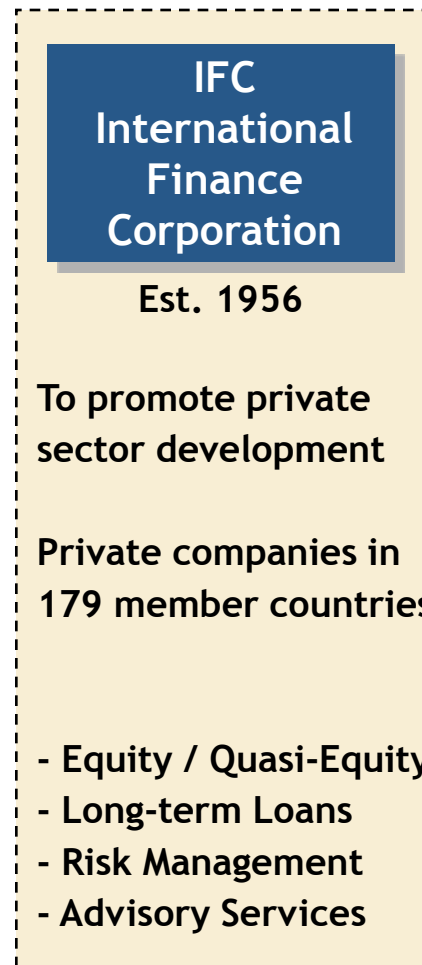 IFC
International
Finance
Corporation
Est. 1956
To promote private
sector development
Private companies in
179 member countries
- Equity / Quasi-Equity
- Long-term Loans
- Risk Management
- Advisory Services